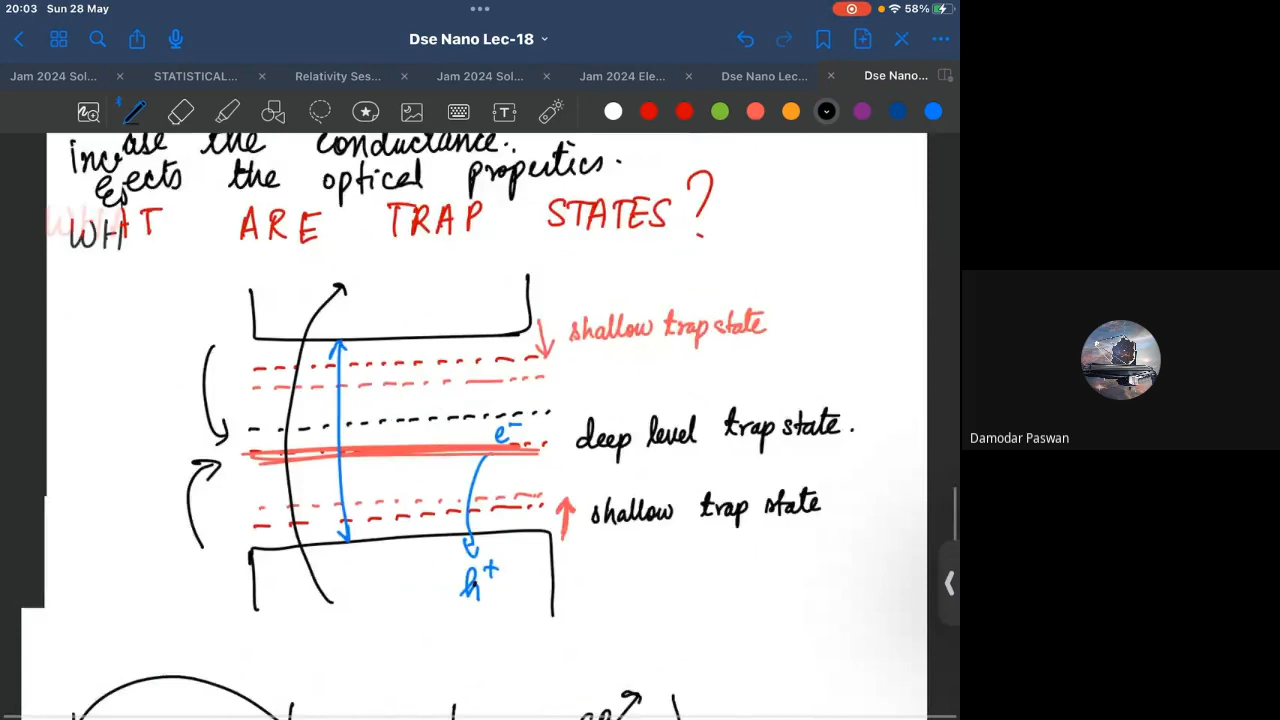 20:03 Sun 28 May
58%
Dse Nano Lec-18
Jam 2024 Sol... STATISTICAL... Relativity Ses... Jam 2024 Sol... Jam 2024 Ele... Dse Nano Lec... Dse Nano...
the conductance.
the optical properties.
WHAT ARE TRAP STATES?
WH
shallow trap state
e-
deep level trap state.
shallow trap state
h+
Damodar Paswan